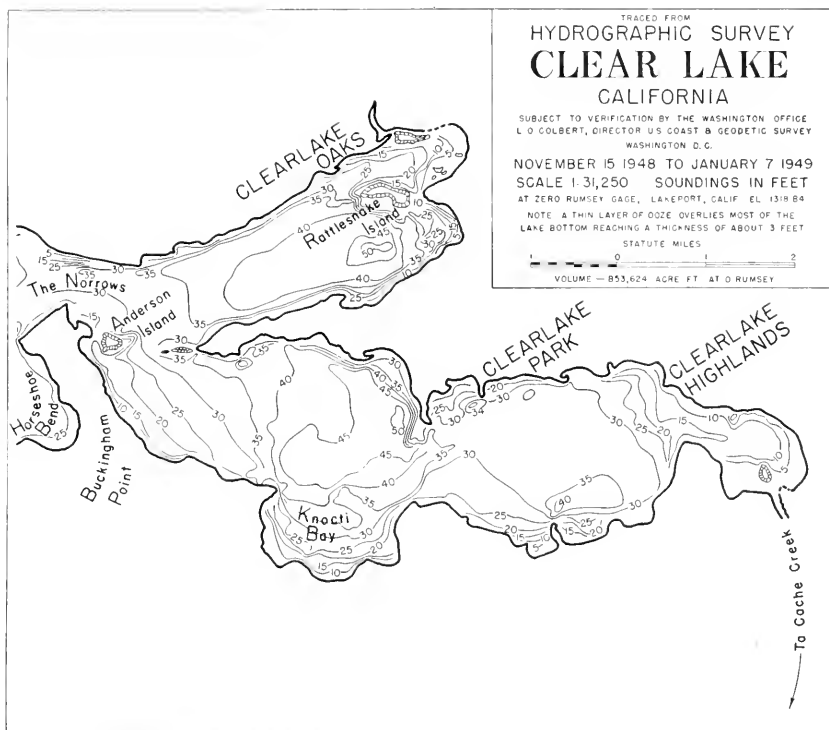 TRACED FROM
HYDROGRAPHIC SURVEY
CLEAR LAKE
CALIFORNIA
SUBJECT TO VERIFICATION BY THE WASHINGTON OFFICE
L O COLBERT, DIRECTOR US COAST & GEODETIC SURVEY
WASHINGTON D.C.
NOVEMBER 15 1948 TO JANUARY 7 1949
SCALE 1:31,250 SOUNDINGS IN FEET
AT ZERO RUMSEY GAGE, LAKEPORT, CALIF EL 1318 84
NOTE A THIN LAYER OF OOZE OVERLIES MOST OF THE
LAKE BOTTOM REACHING A THICKNESS OF ABOUT 3 FEET
STATUTE MILES
1 0 1 2
VOLUME — 853,624 ACRE FT AT 0 RUMSEY
CLEARLAKE
OAKS
Rattlesnake
Island
The Norrows
Anderson
Island
Horseshoe
Bend
Buckingham
Point
CLEARLAKE
PARK
CLEARLAKE
HIGHLANDS
Knocti
Bay
To Cache Creek